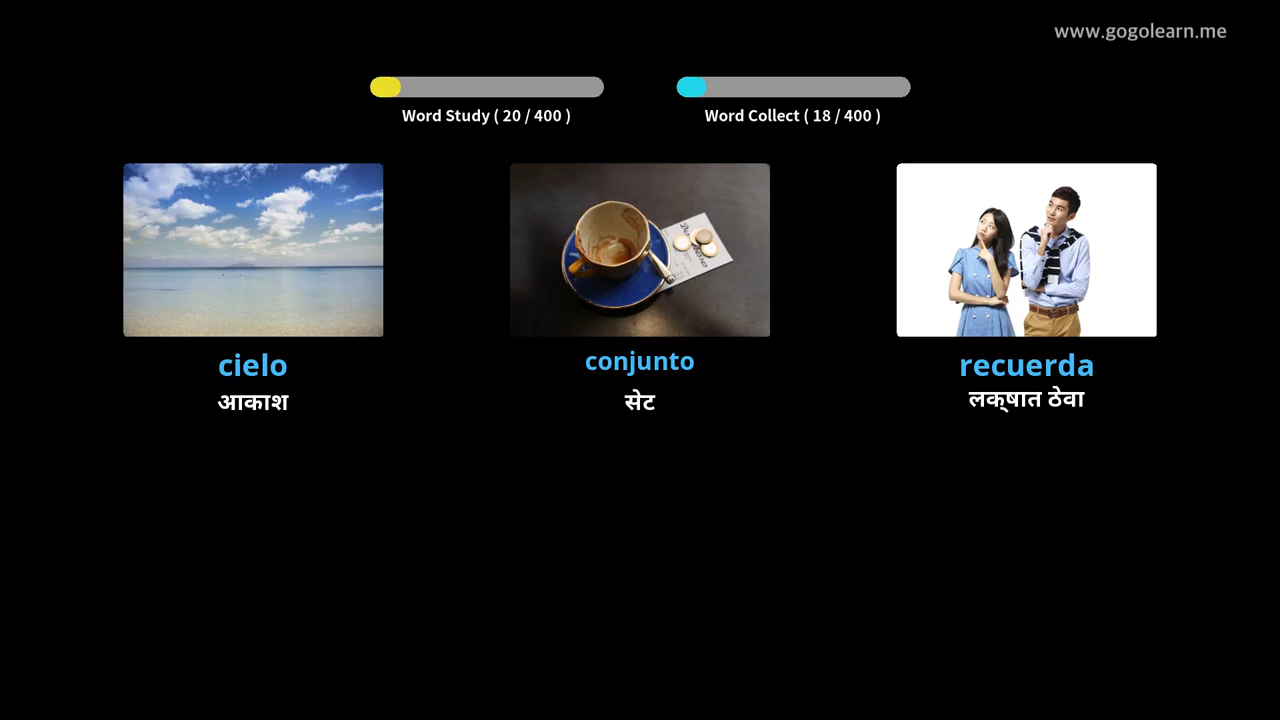 www.gogolearn.me
Word Study ( 20 / 400 )
Word Collect ( 18 / 400 )
cielo
आकाश
conjunto
सेट
recuerda
लक्षात ठेवा